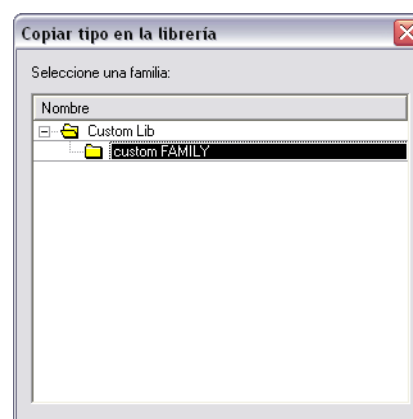 Copiar tipo en la librería
Seleccione una familia:
Nombre
Custom Lib
custom FAMILY